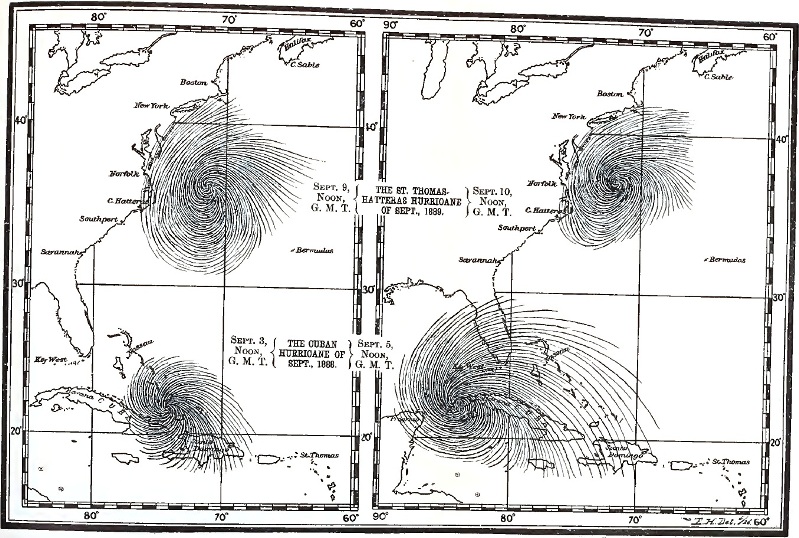 80° 70° 60°
90° 80° 70° 60°
Halifax
C. Sable
Boston
New York
40°
Norfolk
C. Hatteras
Southport
Savannah
Bermudas
30°
Nassau
Key West
Havana
CUBA
20°
Santo
Domingo
St. Thomas
80° 70° 60°
SEPT. 9,
NOON,
G. M. T.
THE ST. THOMAS-
HATTERAS HURRICANE
OF SEPT., 1889.
SEPT. 10,
NOON,
G. M. T.
SEPT. 3,
NOON,
G. M. T.
THE CUBAN
HURRICANE OF
SEPT., 1888.
SEPT. 5,
NOON,
G. M. T.
Halifax
C. Sable
Boston
New York
40°
Norfolk
C. Hatteras
Southport
Savannah
Bermudas
30°
Nassau
20°
Santo
Domingo
St. Thomas
90° 80° 70° 60°